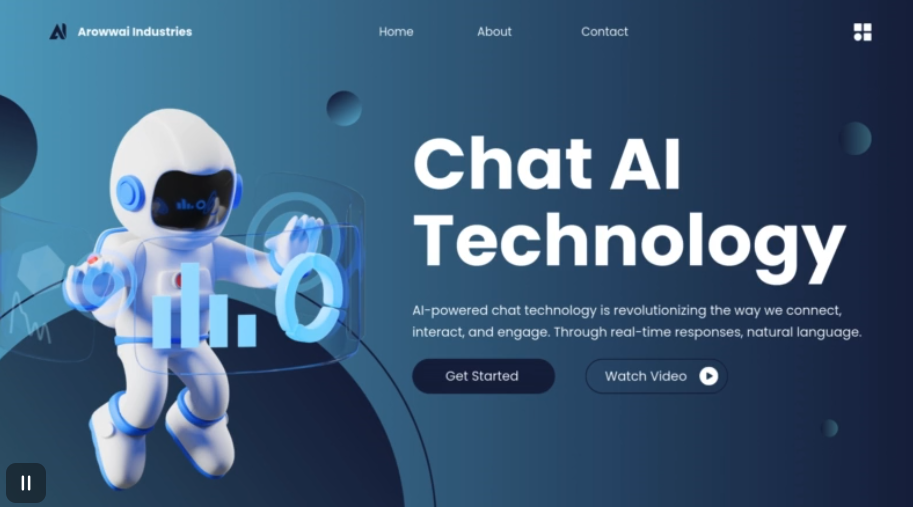 Arowwai Industries
Home
About
Contact
Chat AI
Technology
AI-powered chat technology is revolutionizing the way we connect,
interact, and engage. Through real-time responses, natural language.
Get Started
Watch Video